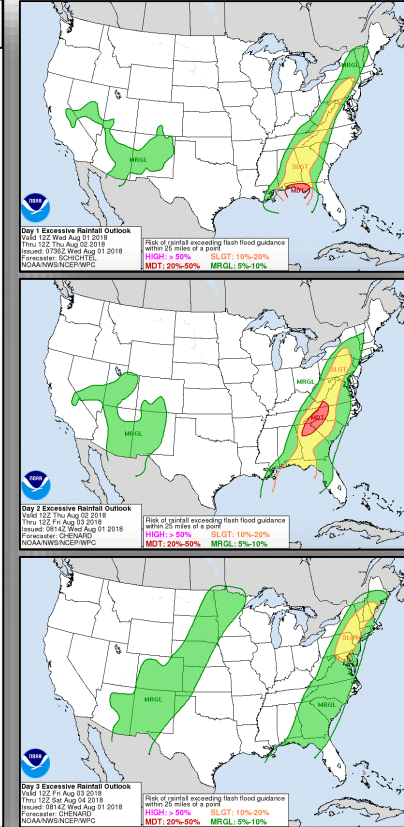 MRGL
MRGL
SLGT
MDT
NOAA
Day 1 Excessive Rainfall Outlook
Valid 12Z Wed Aug 01 2018
Thru 12Z Thu Aug 02 2018
Issued: 0736Z Wed Aug 01 2018
Forecaster: SCHICHTEL
NOAA/NWS/NCEP/WPC
Risk of rainfall exceeding flash flood guidance
within 25 miles of a point
HIGH: > 50% SLGT: 10%-20%
MDT: 20%-50% MRGL: 5%-10%
SLGT
MRGL
MDT
MRGL
NOAA
Day 2 Excessive Rainfall Outlook
Valid 12Z Thu Aug 02 2018
Thru 12Z Fri Aug 03 2018
Issued: 0814Z Wed Aug 01 2018
Forecaster: CHENARD
NOAA/NWS/NCEP/WPC
Risk of rainfall exceeding flash flood guidance
within 25 miles of a point
HIGH: > 50% SLGT: 10%-20%
MDT: 20%-50% MRGL: 5%-10%
SLGT
MRGL
MRGL
NOAA
Day 3 Excessive Rainfall Outlook
Valid 12Z Fri Aug 03 2018
Thru 12Z Sat Aug 04 2018
Issued: 0814Z Wed Aug 01 2018
Forecaster: CHENARD
NOAA/NWS/NCEP/WPC
Risk of rainfall exceeding flash flood guidance
within 25 miles of a point
HIGH: > 50% SLGT: 10%-20%
MDT: 20%-50% MRGL: 5%-10%